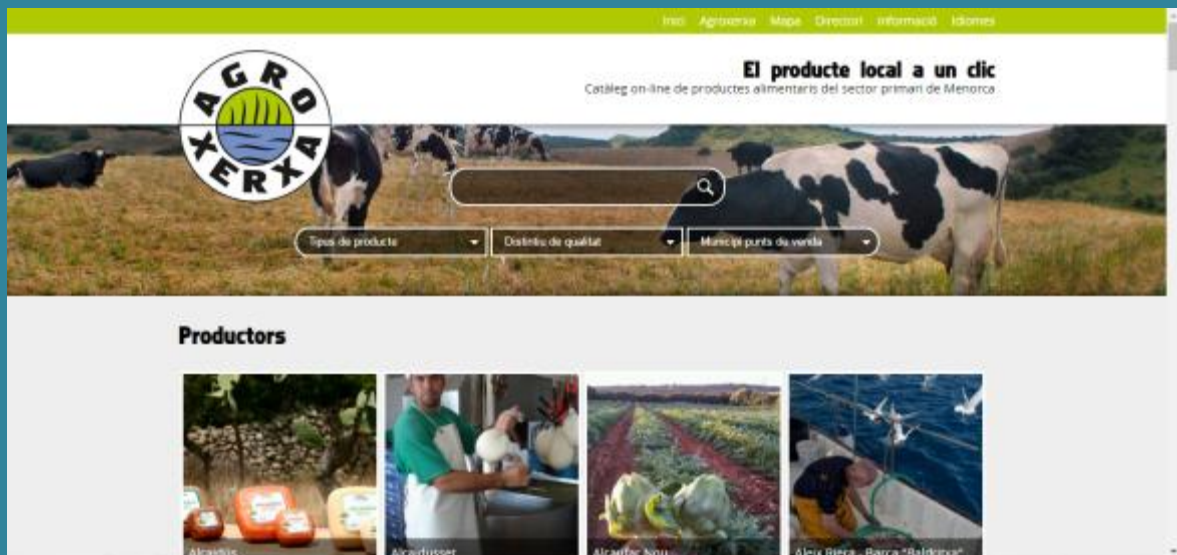 Inici Agroxerxa Mapa Directori Informació Idiomes
AGRO
XERXA
El producte local a un clic
Catàleg on-line de productes alimentaris del sector primari de Menorca
Tipus de producte
Distintiu de qualitat
Municipi punts de venda
Productors
Alcaidús
Alcaidusset
Alcaufar Nou
Aleix Riera - Barca "Baldritxa"